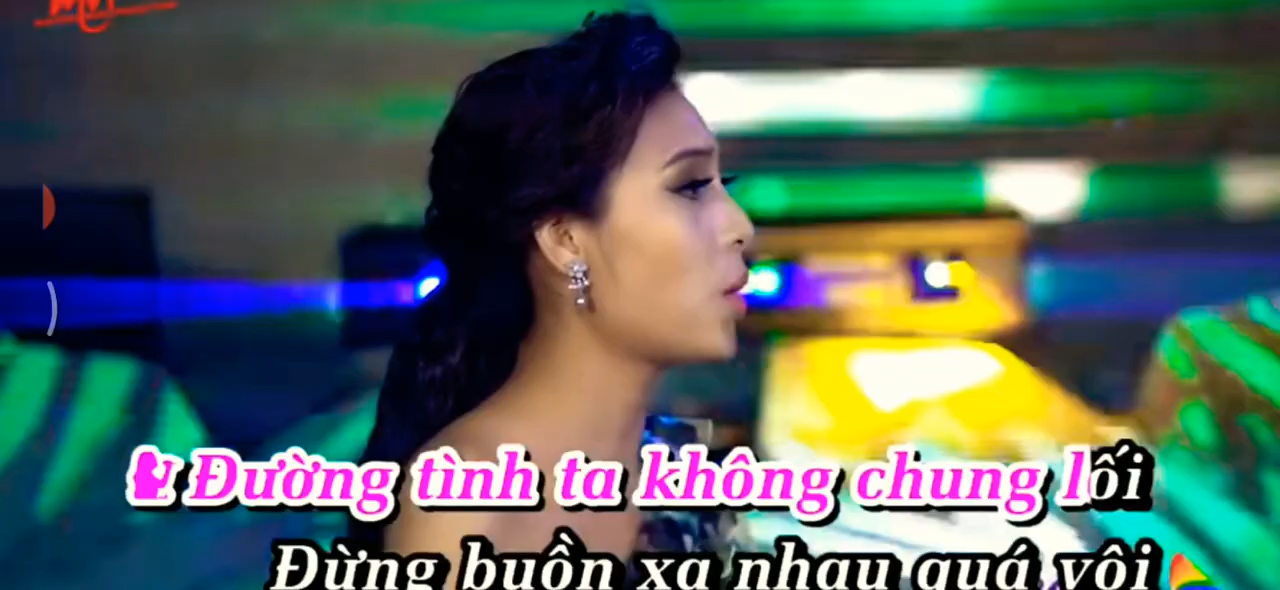 Đường tình ta không chung lối
Đừng buồn xa nhau quá vội